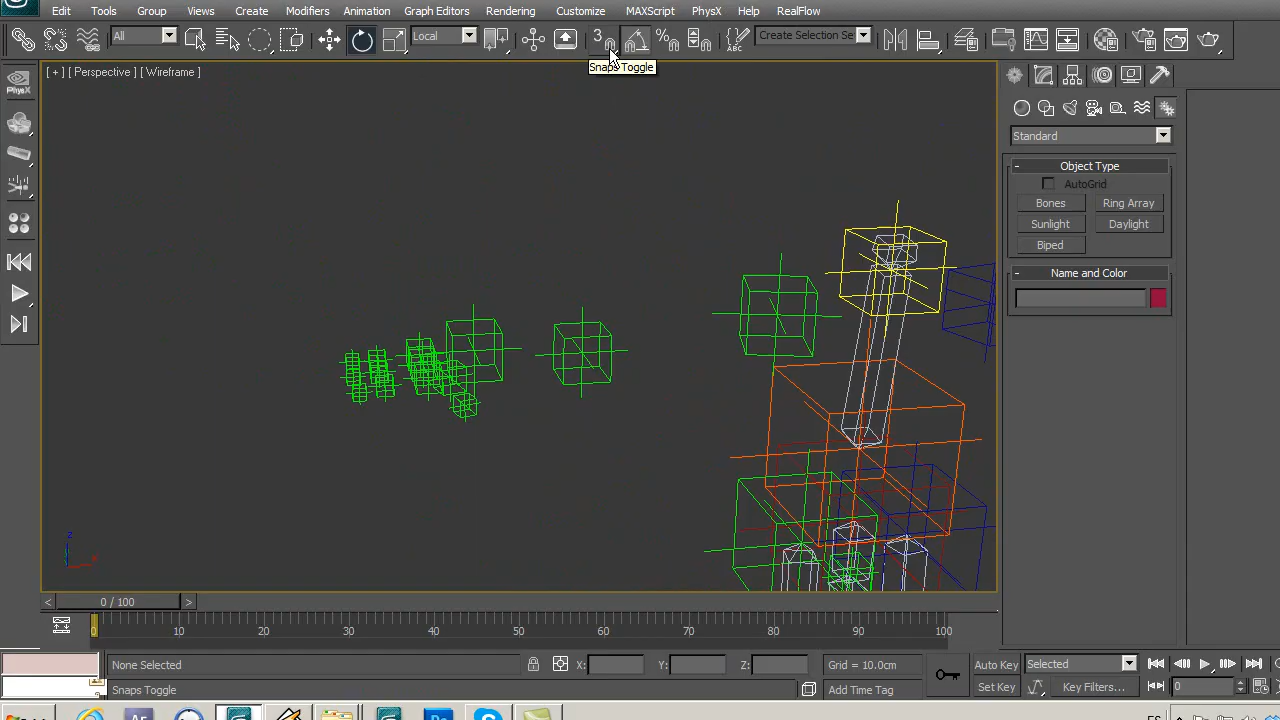 Edit Tools Group Views Create Modifiers Animation Graph Editors Rendering Customize MAXScript PhysX Help RealFlow
All Local 3 % Create Selection Se
Snaps Toggle
[ + ] [ Perspective ] [ Wireframe ]
PhysX
Standard
- Object Type
AutoGrid
Bones Ring Array
Sunlight Daylight
Biped
- Name and Color
z
x
< 0 / 100 >
0 10 20 30 40 50 60 70 80 90 100
None Selected X: Y: Z: Grid = 10.0cm Auto Key Selected
Snaps Toggle Add Time Tag Set Key Key Filters... 0
ES